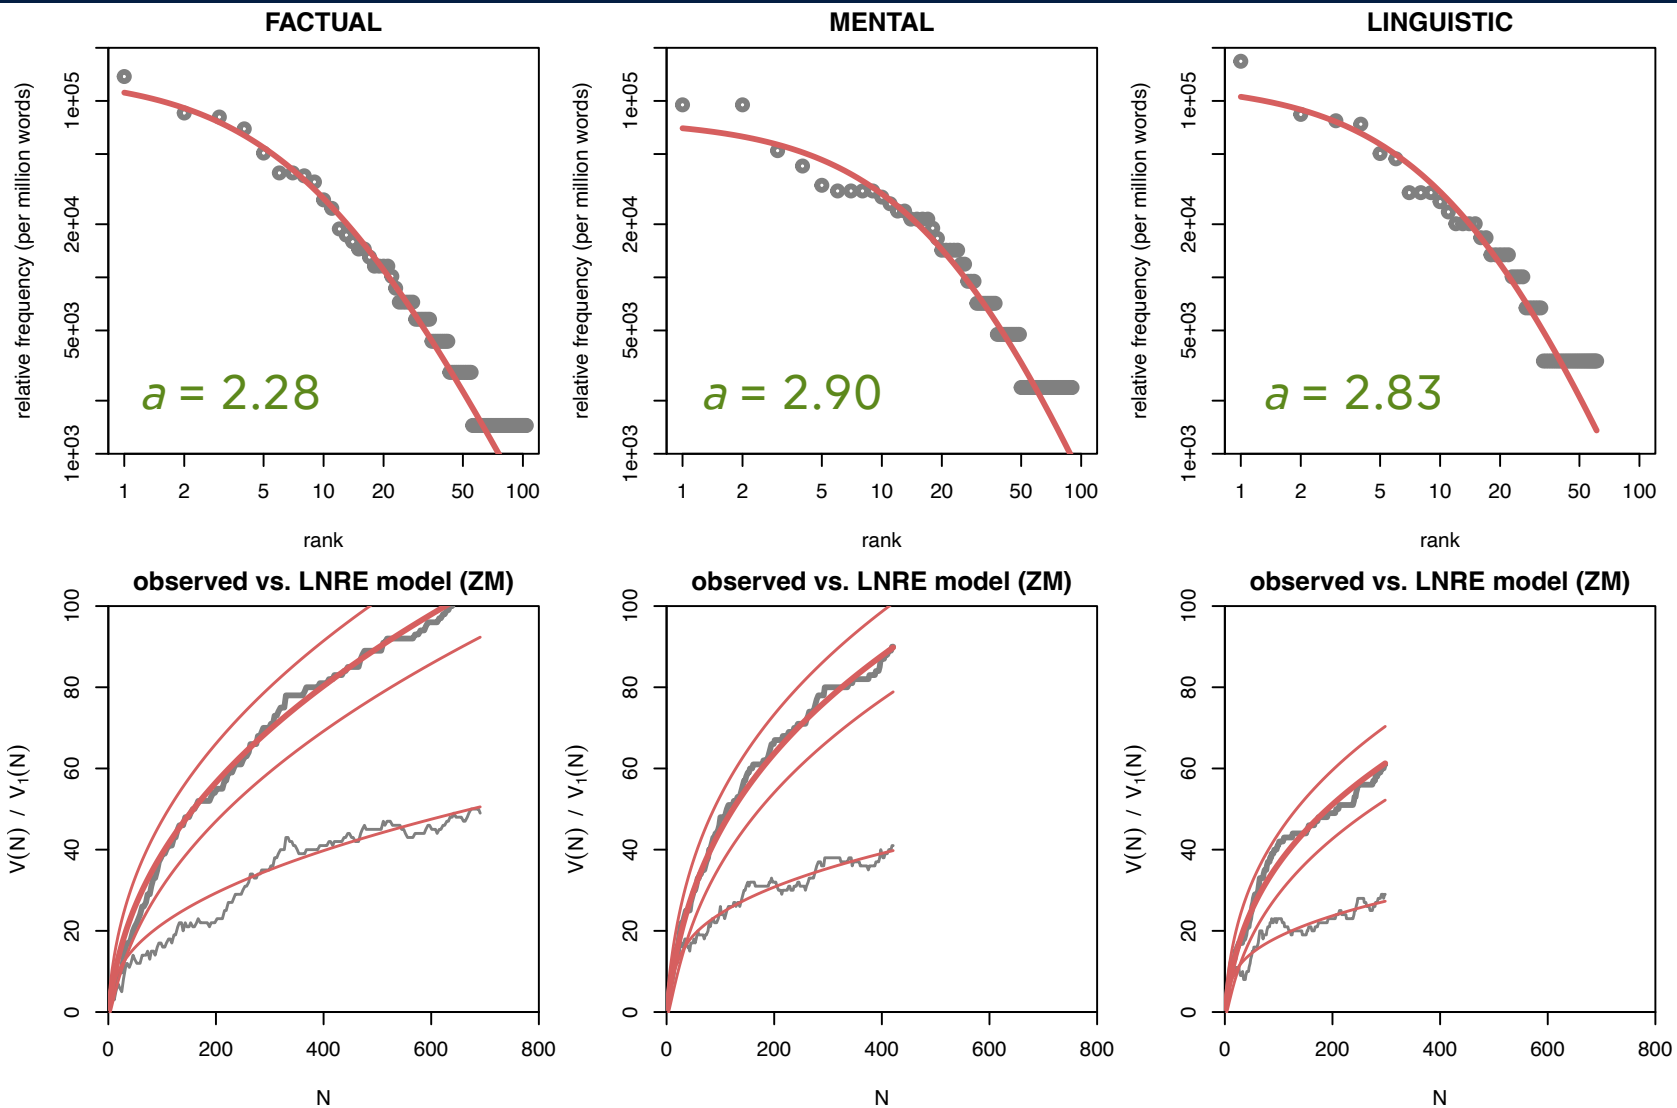 FACTUAL
MENTAL
LINGUISTIC
relative frequency (per million words)
1e+05
2e+04
5e+03
1e+03
a = 2.28
1 2 5 10 20 50 100
rank
relative frequency (per million words)
1e+05
2e+04
5e+03
1e+03
a = 2.90
1 2 5 10 20 50 100
rank
relative frequency (per million words)
1e+05
2e+04
5e+03
1e+03
a = 2.83
1 2 5 10 20 50 100
rank
observed vs. LNRE model (ZM)
V(N) / V₁(N)
100
80
60
40
20
0
0 200 400 600 800
N
observed vs. LNRE model (ZM)
V(N) / V₁(N)
100
80
60
40
20
0
0 200 400 600 800
N
observed vs. LNRE model (ZM)
V(N) / V₁(N)
100
80
60
40
20
0
0 200 400 600 800
N